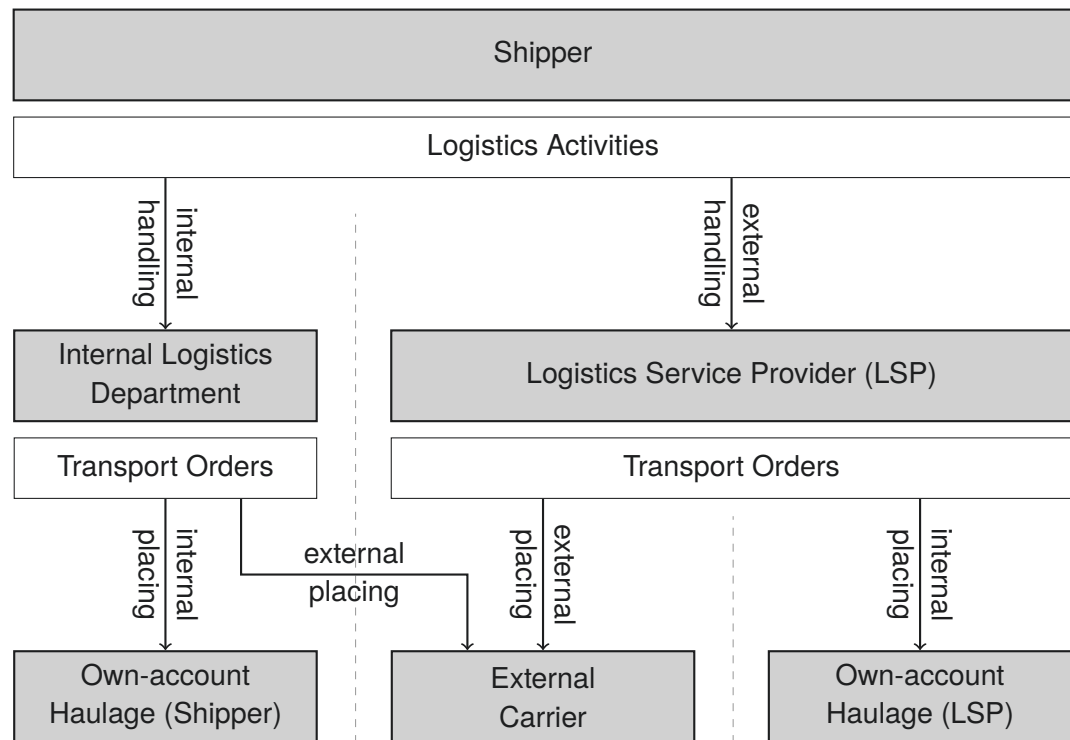 Shipper
Logistics Activities
internal
handling
external
handling
Internal Logistics
Department
Logistics Service Provider (LSP)
Transport Orders
Transport Orders
internal
placing
external
placing
external
placing
internal
placing
Own-account
Haulage (Shipper)
External
Carrier
Own-account
Haulage (LSP)